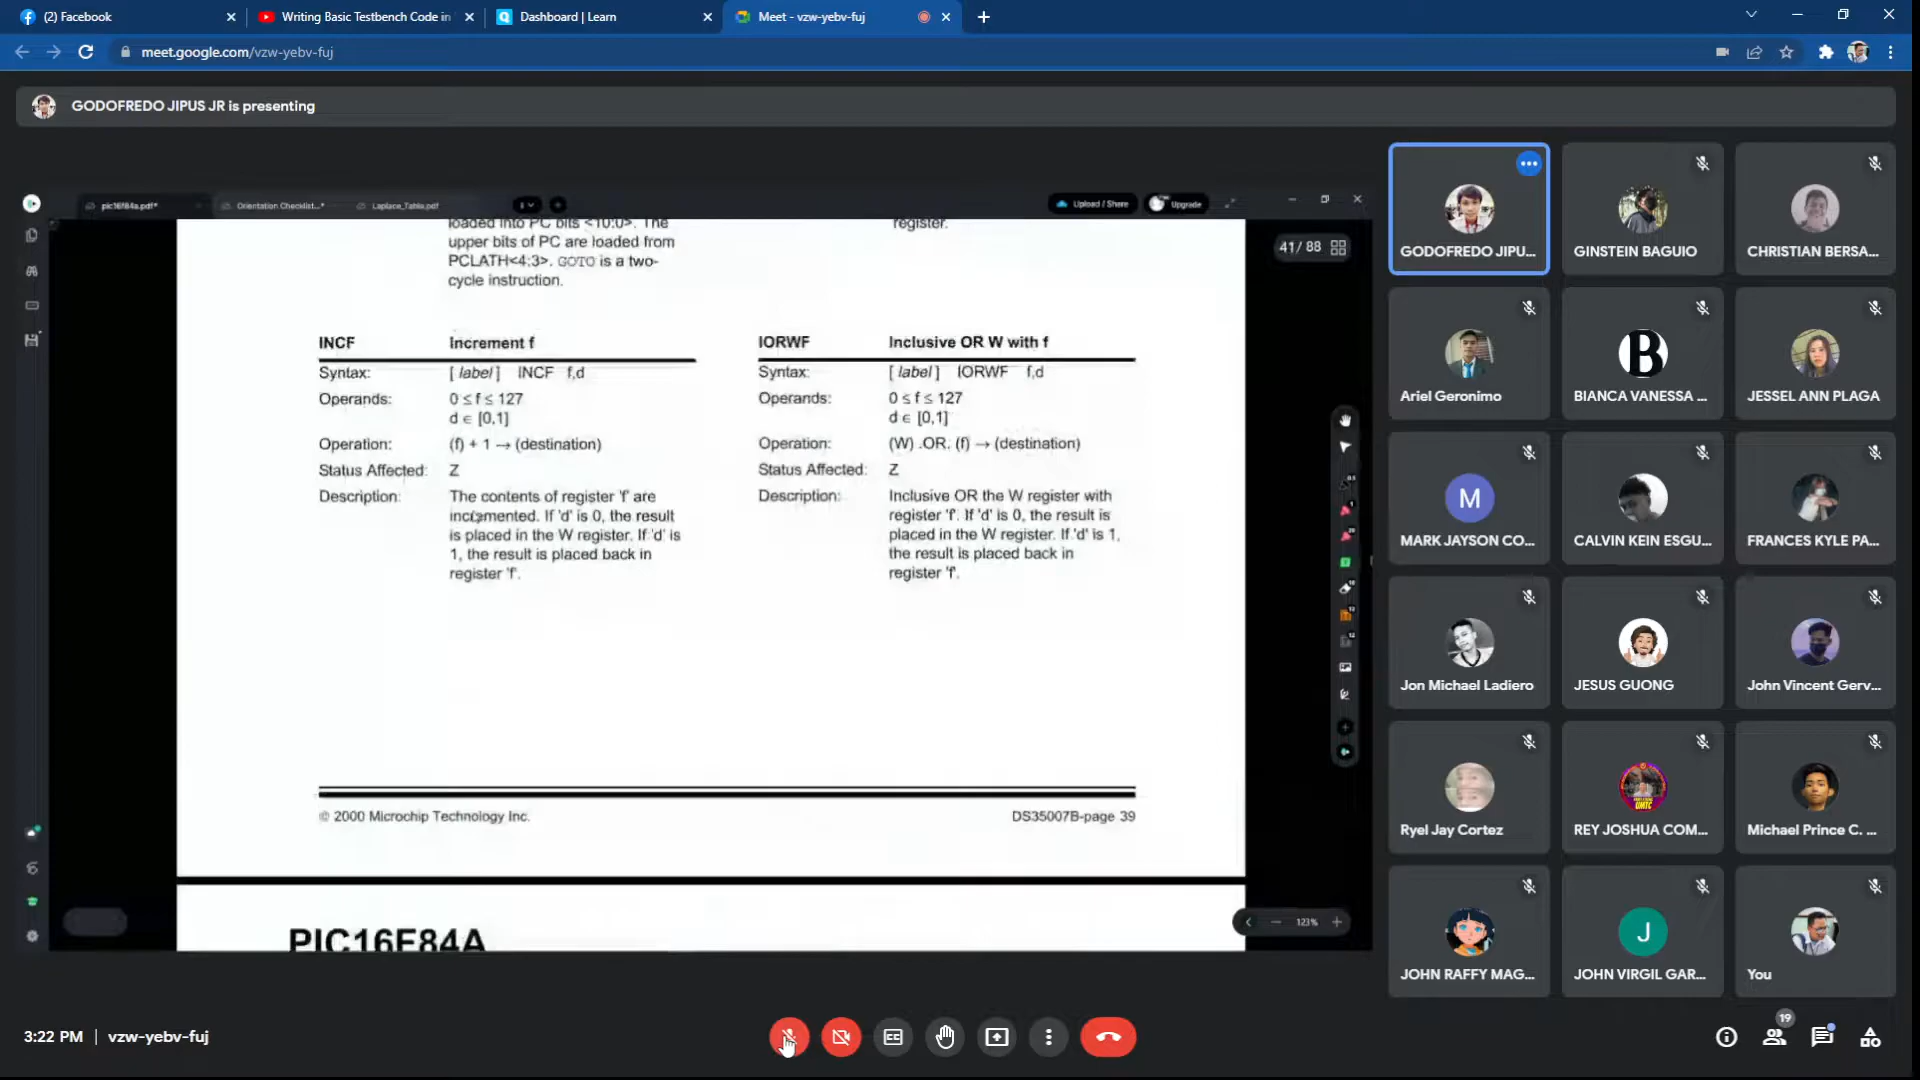 (2) Facebook
Writing Basic Testbench Code in
Dashboard | Learn
Meet - vzw-yebv-fuj
meet.google.com/vzw-yebv-fuj
GODOFREDO JIPUS JR is presenting
pic16f84a.pdf*
Orientation Checklist...*
Laplace_Table.pdf
Upload / Share
Upgrade
41/ 88
loaded into PC bits <10:0>. The
upper bits of PC are loaded from
PCLATH<4:3>. GOTO is a two-
cycle instruction.
register.
INCF Increment f
Syntax: [ label ] INCF f,d
Operands: 0 ≤ f ≤ 127
d ∈ [0,1]
Operation: (f) + 1 → (destination)
Status Affected: Z
Description: The contents of register 'f' are
incremented. If 'd' is 0, the result
is placed in the W register. If 'd' is
1, the result is placed back in
register 'f'.
IORWF Inclusive OR W with f
Syntax: [ label ] IORWF f,d
Operands: 0 ≤ f ≤ 127
d ∈ [0,1]
Operation: (W) .OR. (f) → (destination)
Status Affected: Z
Description: Inclusive OR the W register with
register 'f'. If 'd' is 0, the result is
placed in the W register. If 'd' is 1,
the result is placed back in
register 'f'.
© 2000 Microchip Technology Inc.
DS35007B-page 39
PIC16F84A
123%
GODOFREDO JIPU...
GINSTEIN BAGUIO
CHRISTIAN BERSA...
Ariel Geronimo
B
BIANCA VANESSA ...
JESSEL ANN PLAGA
M
MARK JAYSON CO...
CALVIN KEIN ESGU...
FRANCES KYLE PA...
Jon Michael Ladiero
JESUS GUONG
John Vincent Gerv...
Ryel Jay Cortez
REY JOSHUA COM...
Michael Prince C. ...
JOHN RAFFY MAG...
J
JOHN VIRGIL GAR...
You
3:22 PM | vzw-yebv-fuj
19